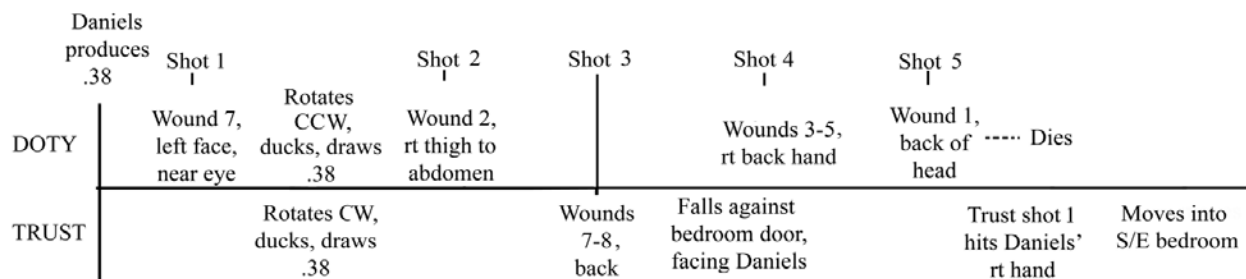 Daniels
produces
.38
Shot 1
Shot 2
Shot 3
Shot 4
Shot 5
DOTY
Wound 7,
left face,
near eye
Rotates
CCW,
ducks, draws
.38
Wound 2,
rt thigh to
abdomen
Wounds 3-5,
rt back hand
Wound 1,
back of
head
Dies
TRUST
Rotates CW,
ducks, draws
.38
Wounds
7-8,
back
Falls against
bedroom door,
facing Daniels
Trust shot 1
hits Daniels'
rt hand
Moves into
S/E bedroom